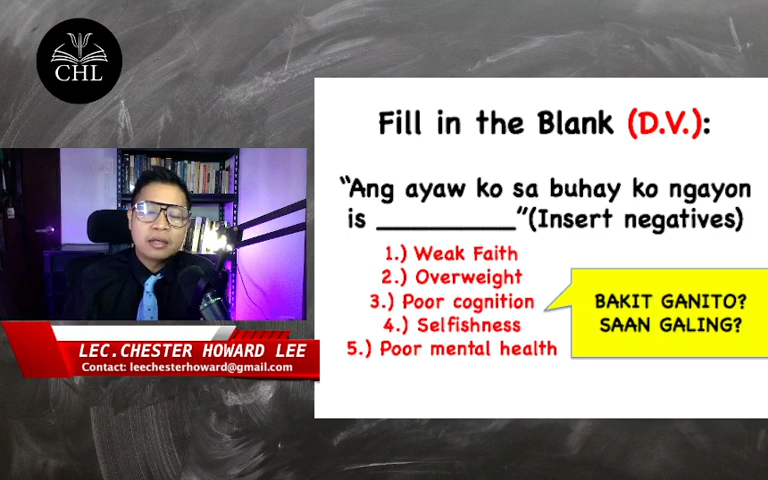 CHL
Fill in the Blank (D.V.):
"Ang ayaw ko sa buhay ko ngayon
is __________"(Insert negatives)
1.) Weak Faith
2.) Overweight
3.) Poor cognition
4.) Selfishness
5.) Poor mental health
BAKIT GANITO?
SAAN GALING?
LEC.CHESTER HOWARD LEE
Contact: leechesterhoward@gmail.com